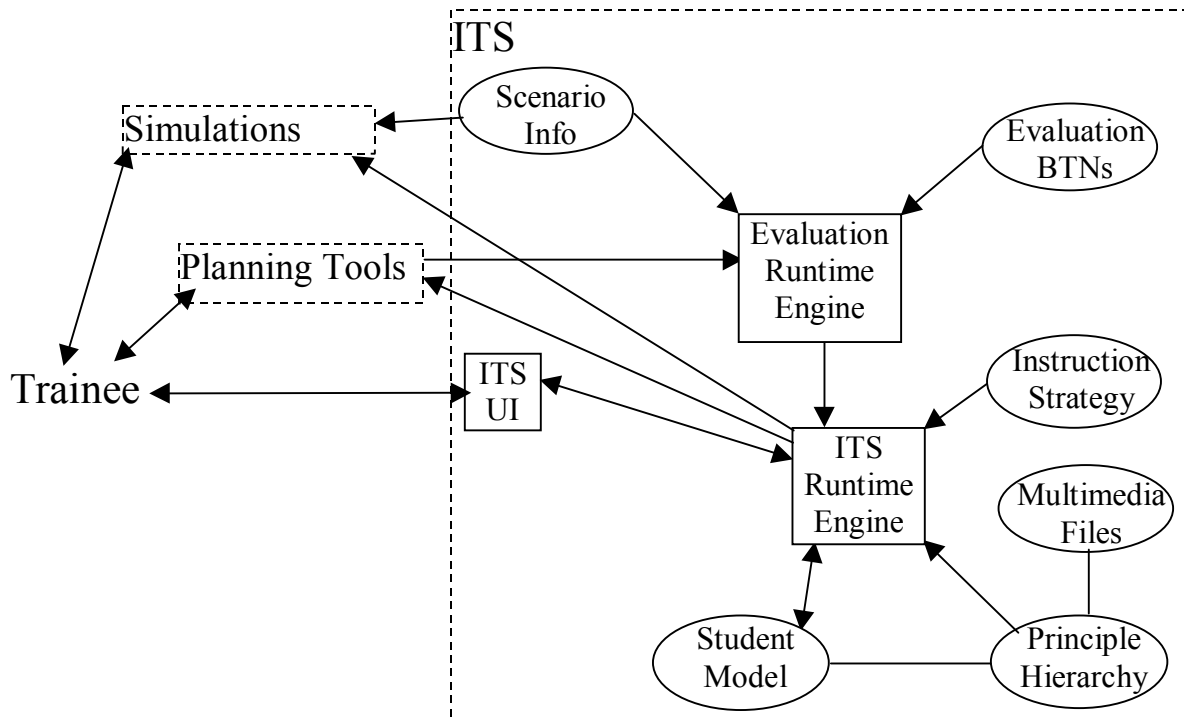 ITS
Scenario
Info
Simulations
Evaluation
BTNs
Evaluation
Runtime
Engine
Planning Tools
ITS
UI
Trainee
Instruction
Strategy
ITS
Runtime
Engine
Multimedia
Files
Student
Model
Principle
Hierarchy